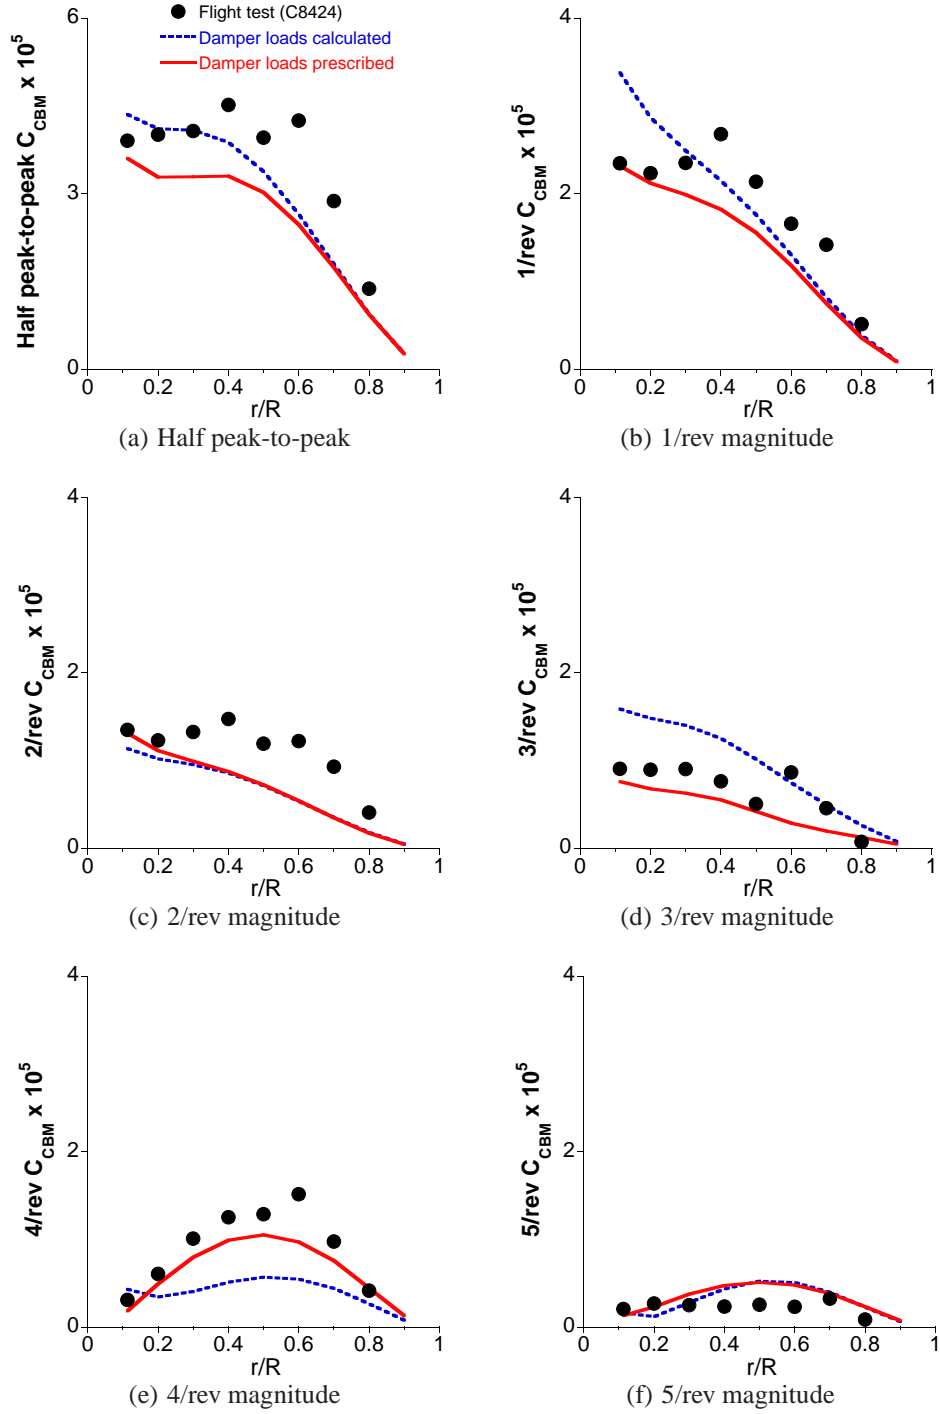 Flight test (C8424)
Damper loads calculated
Damper loads prescribed
Half peak-to-peak C_CBM x 10^5
6
3
0
0 0.2 0.4 0.6 0.8 1
r/R
(a) Half peak-to-peak
1/rev C_CBM x 10^5
4
2
0
0 0.2 0.4 0.6 0.8 1
r/R
(b) 1/rev magnitude
2/rev C_CBM x 10^5
4
2
0
0 0.2 0.4 0.6 0.8 1
r/R
(c) 2/rev magnitude
3/rev C_CBM x 10^5
4
2
0
0 0.2 0.4 0.6 0.8 1
r/R
(d) 3/rev magnitude
4/rev C_CBM x 10^5
4
2
0
0 0.2 0.4 0.6 0.8 1
r/R
(e) 4/rev magnitude
5/rev C_CBM x 10^5
4
2
0
0 0.2 0.4 0.6 0.8 1
r/R
(f) 5/rev magnitude